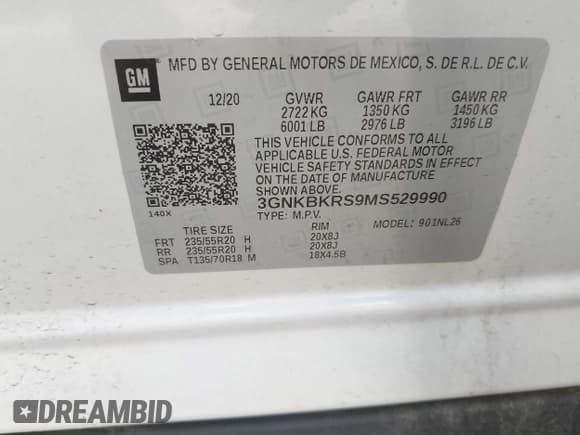 GM MFD BY GENERAL MOTORS DE MEXICO, S. DE R.L. DE C.V.
12/20 GVWR GAWR FRT GAWR RR
2722 KG 1350 KG 1450 KG
6001 LB 2976 LB 3196 LB
THIS VEHICLE CONFORMS TO ALL
APPLICABLE U.S. FEDERAL MOTOR
VEHICLE SAFETY STANDARDS IN EFFECT
ON THE DATE OF MANUFACTURE
SHOWN ABOVE
3GNKBKRS9MS529990
140X TYPE: M.P.V. MODEL: 901NL26
TIRE SIZE RIM
FRT 235/55R20 H 20X8J
RR 235/55R20 H 20X8J
SPA T135/70R18 M 18X4.5B
DREAMBID